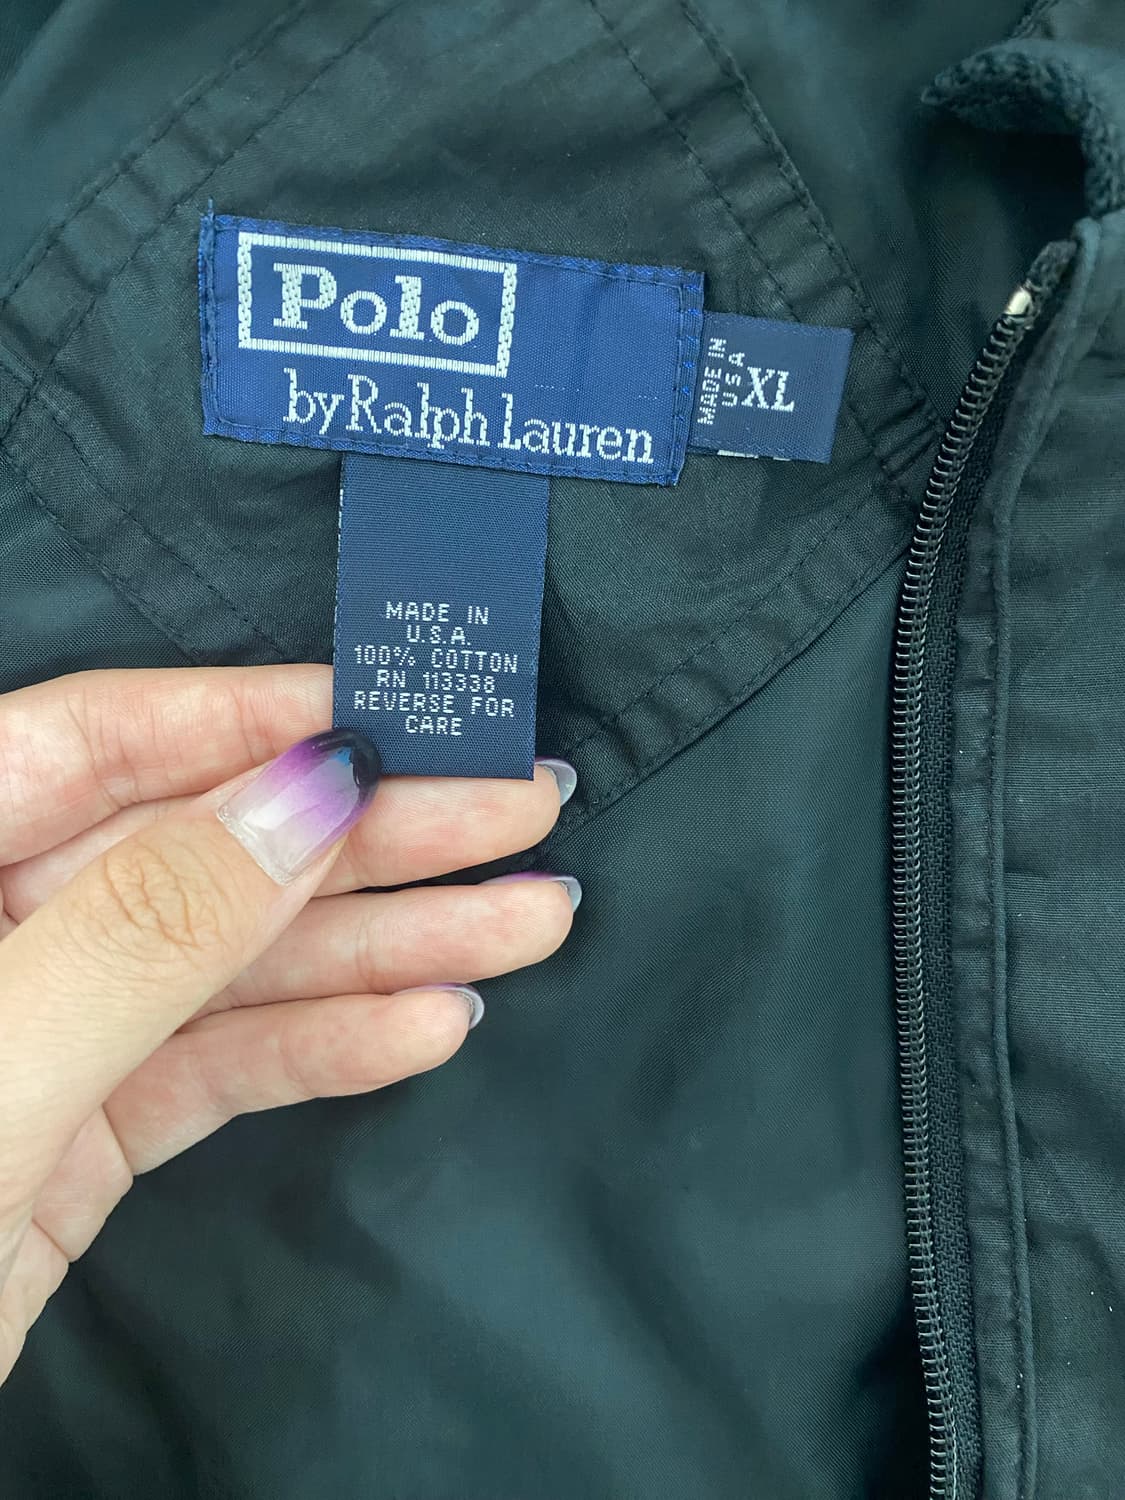 Polo
by Ralph Lauren
MADE IN
U S A
XL
MADE IN
U.S.A.
100% COTTON
RN 113338
REVERSE FOR
CARE